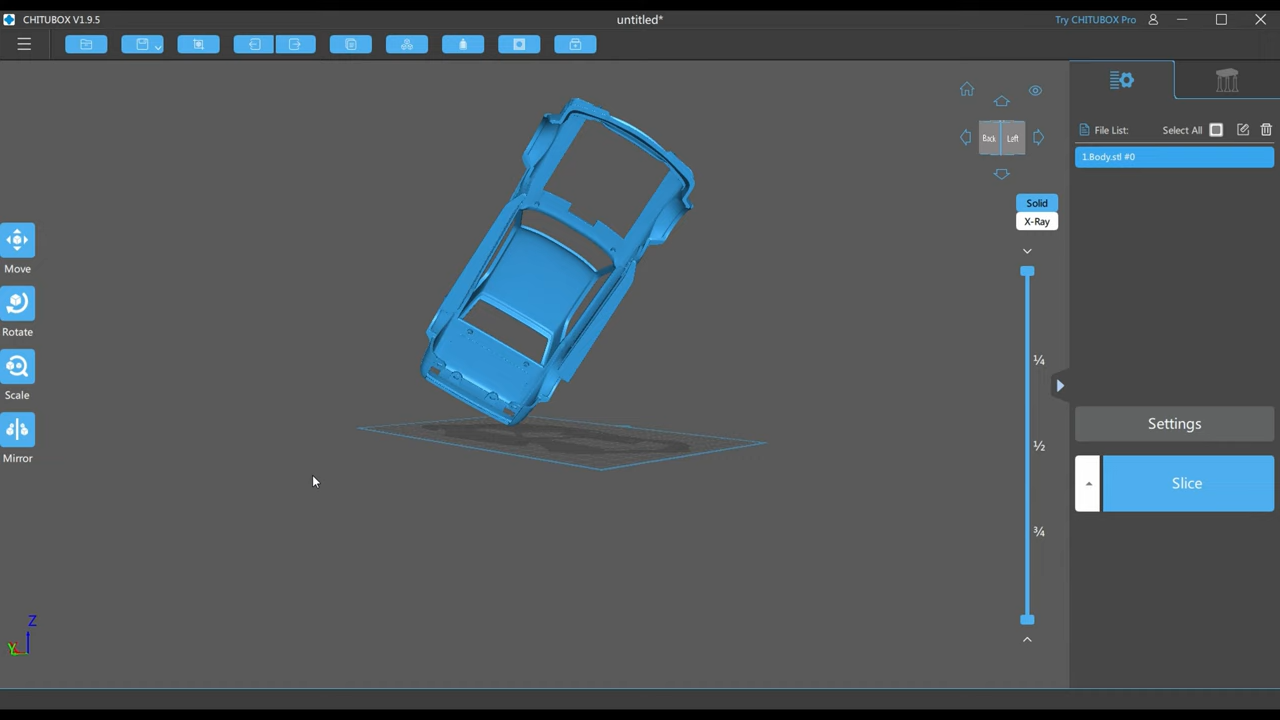 CHITUBOX V1.9.5
untitled*
Try CHITUBOX Pro
Back
Left
File List:
Select All
1.Body.stl #0
Solid
X-Ray
Move
Rotate
Scale
Mirror
¼
½
¾
Settings
Slice
Z
Y